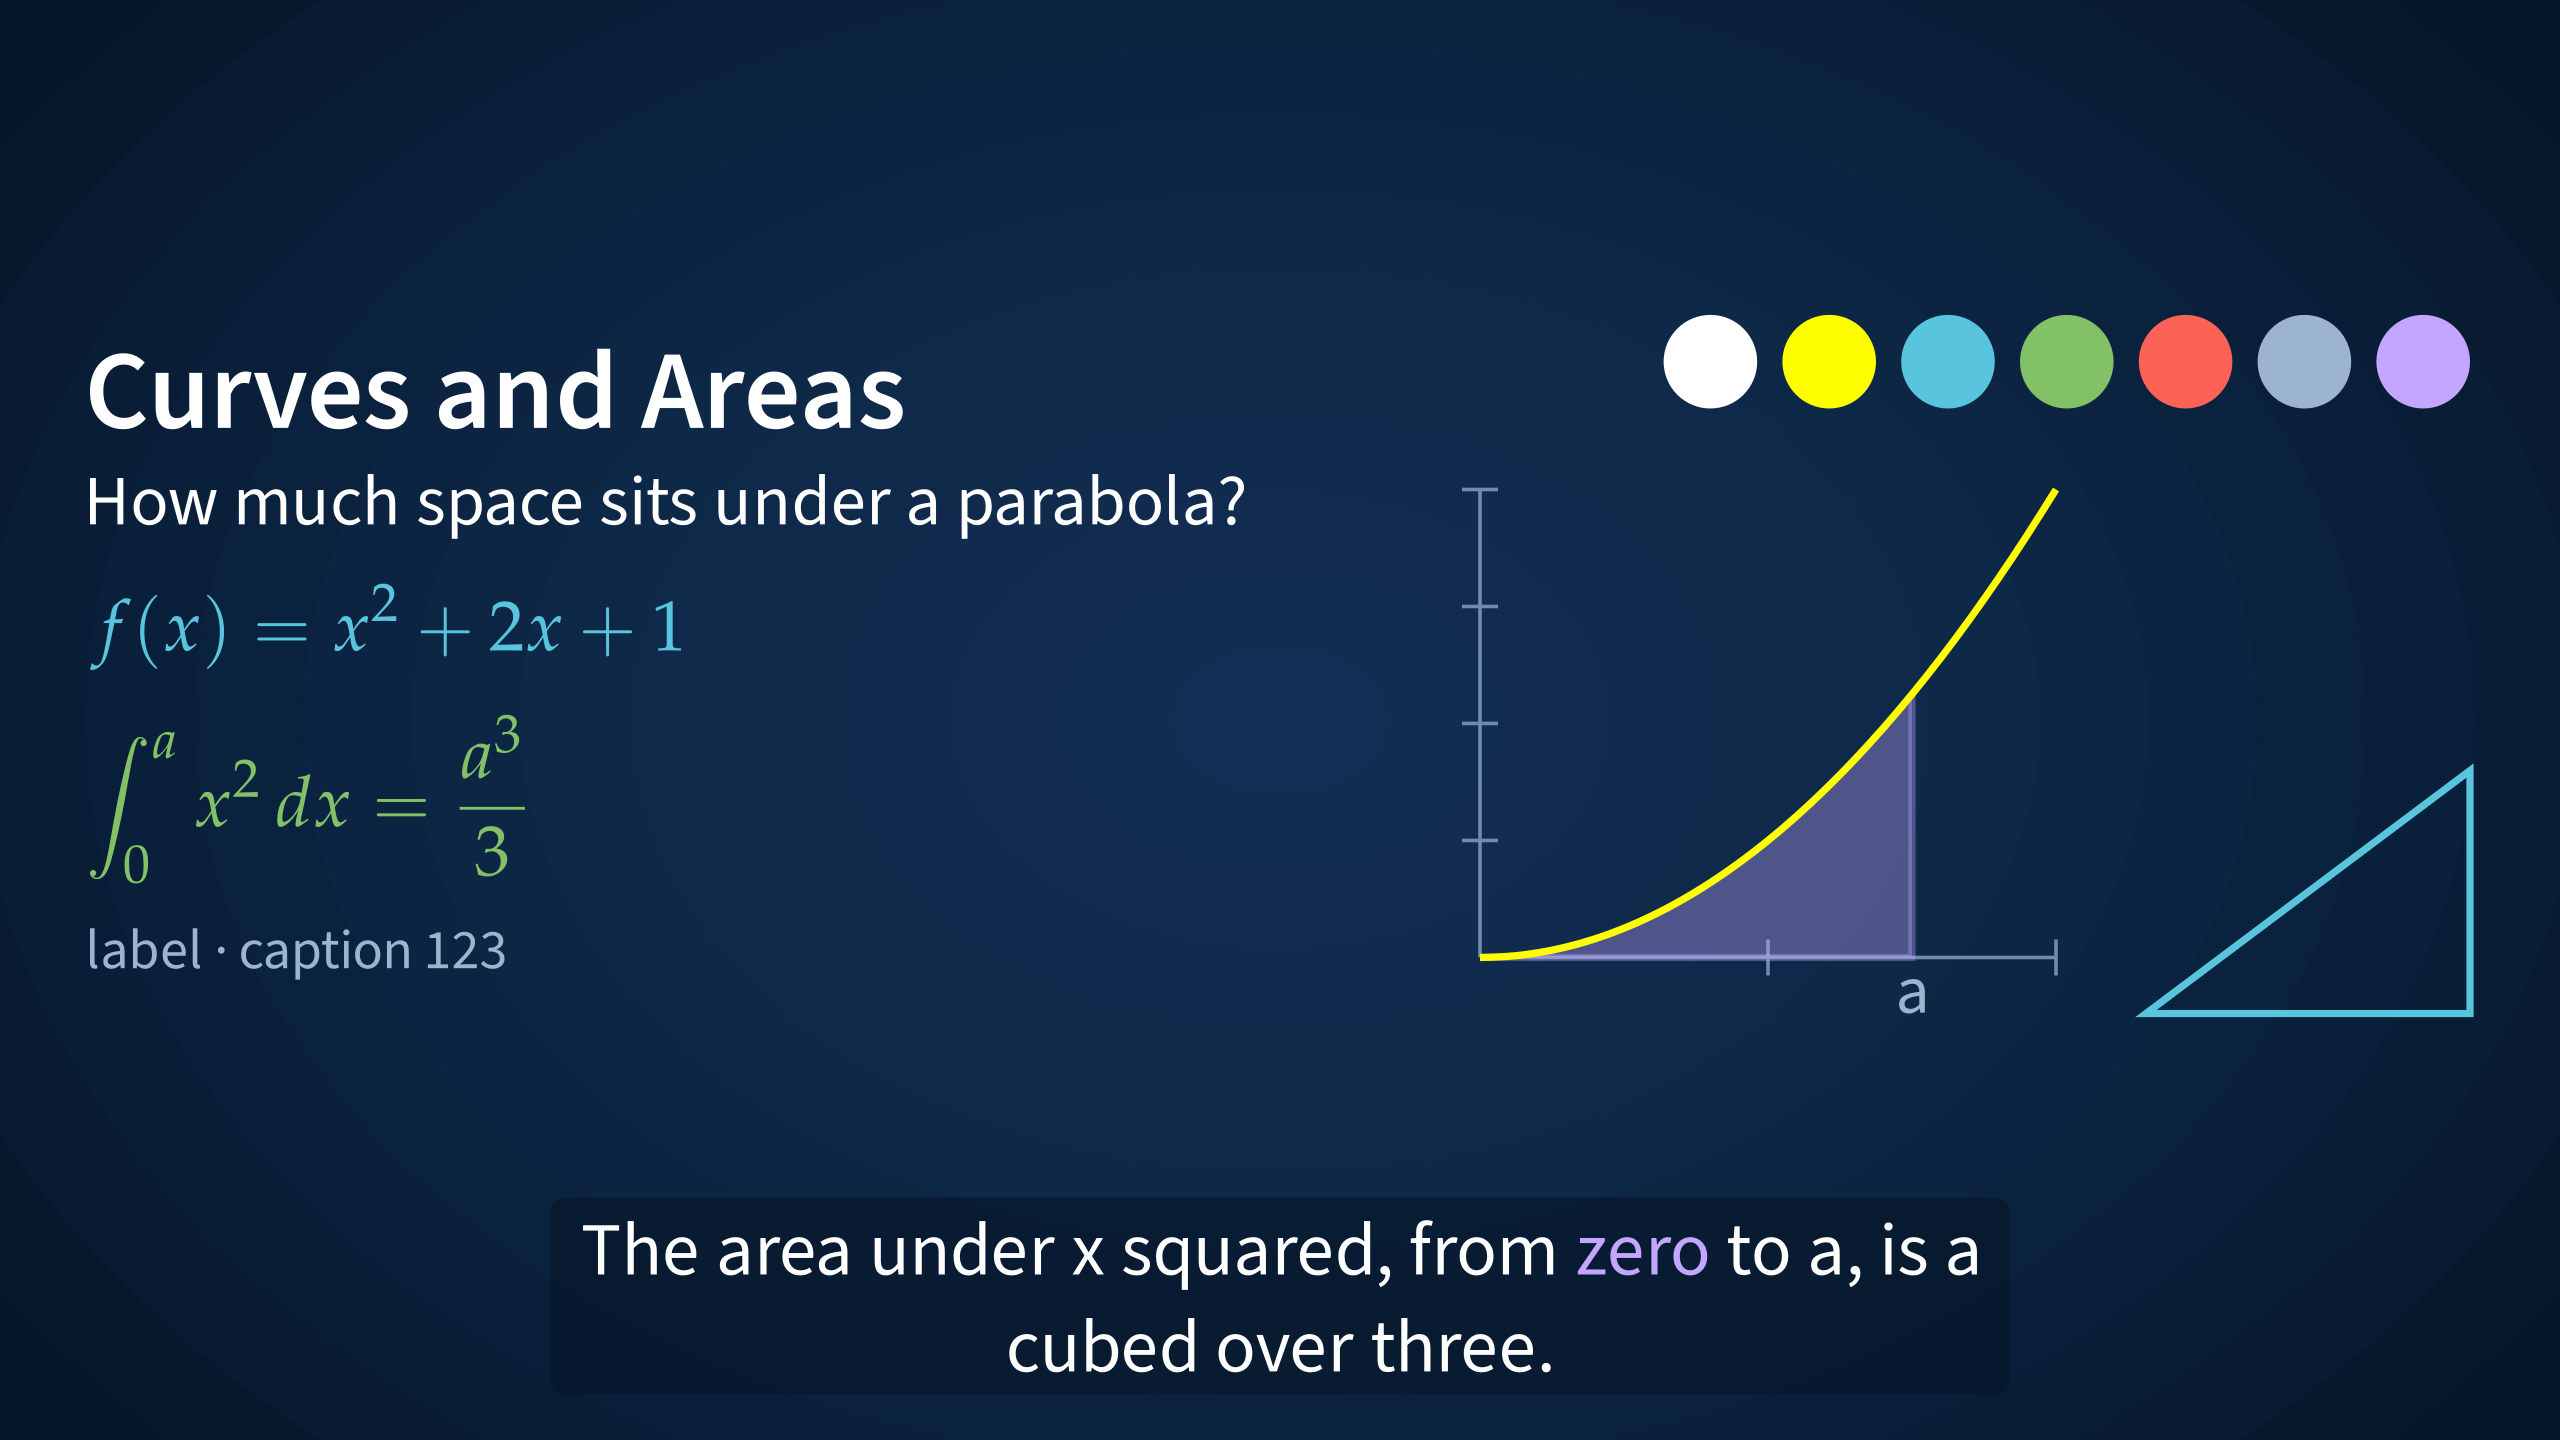 Curves and Areas
How much space sits under a parabola?
f(x) = x² + 2x + 1
∫₀ᵃ x² dx = a³/3
label · caption 123
a
The area under x squared, from zero to a, is a
cubed over three.